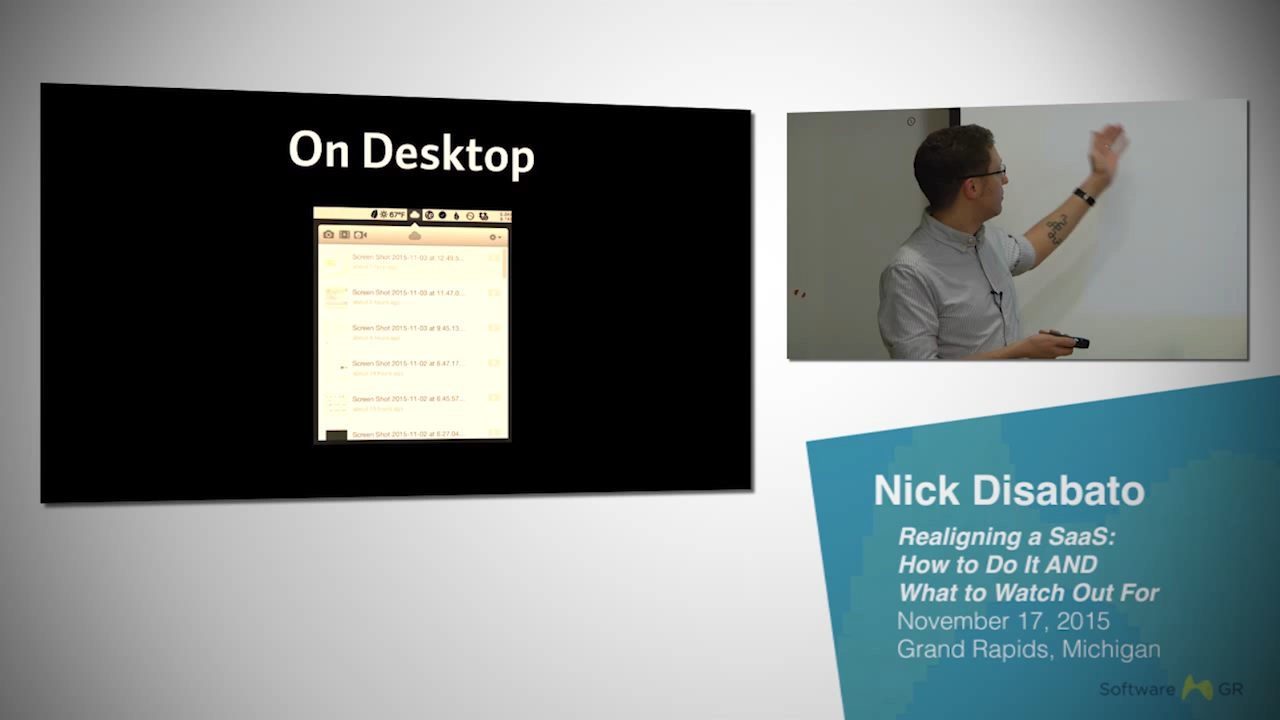 On Desktop
67°F
Screen Shot 2015-11-03 at 12.49.5...
Screen Shot 2015-11-03 at 11.47.0...
Screen Shot 2015-11-03 at 9.45.13...
Screen Shot 2015-11-02 at 6.47.17...
about 18 hours ago
Screen Shot 2015-11-02 at 6.45.57...
Screen Shot 2015-11-02 at 6.27.04...
Nick Disabato
Realigning a SaaS:
How to Do It AND
What to Watch Out For
November 17, 2015
Grand Rapids, Michigan
Software GR